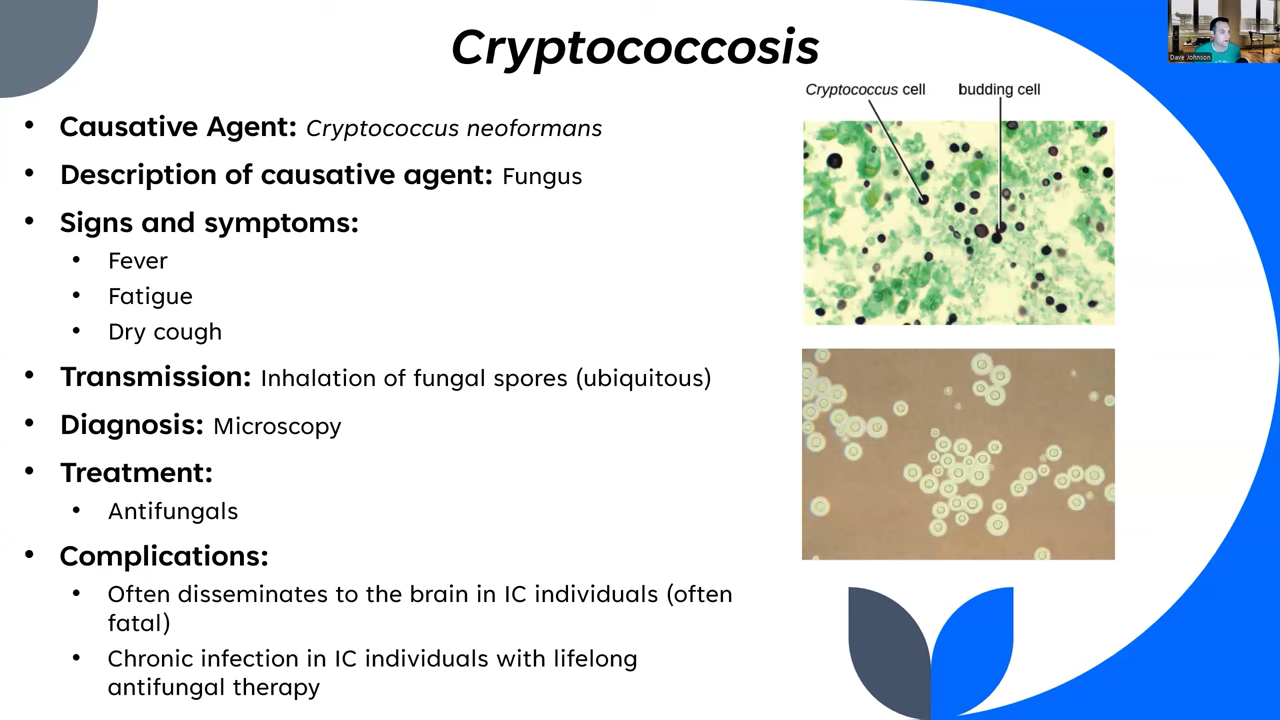 Cryptococcosis
Dave Johnson
Cryptococcus cell
budding cell
• Causative Agent: Cryptococcus neoformans
• Description of causative agent: Fungus
• Signs and symptoms:
• Fever
• Fatigue
• Dry cough
• Transmission: Inhalation of fungal spores (ubiquitous)
• Diagnosis: Microscopy
• Treatment:
• Antifungals
• Complications:
• Often disseminates to the brain in IC individuals (often
fatal)
• Chronic infection in IC individuals with lifelong
antifungal therapy